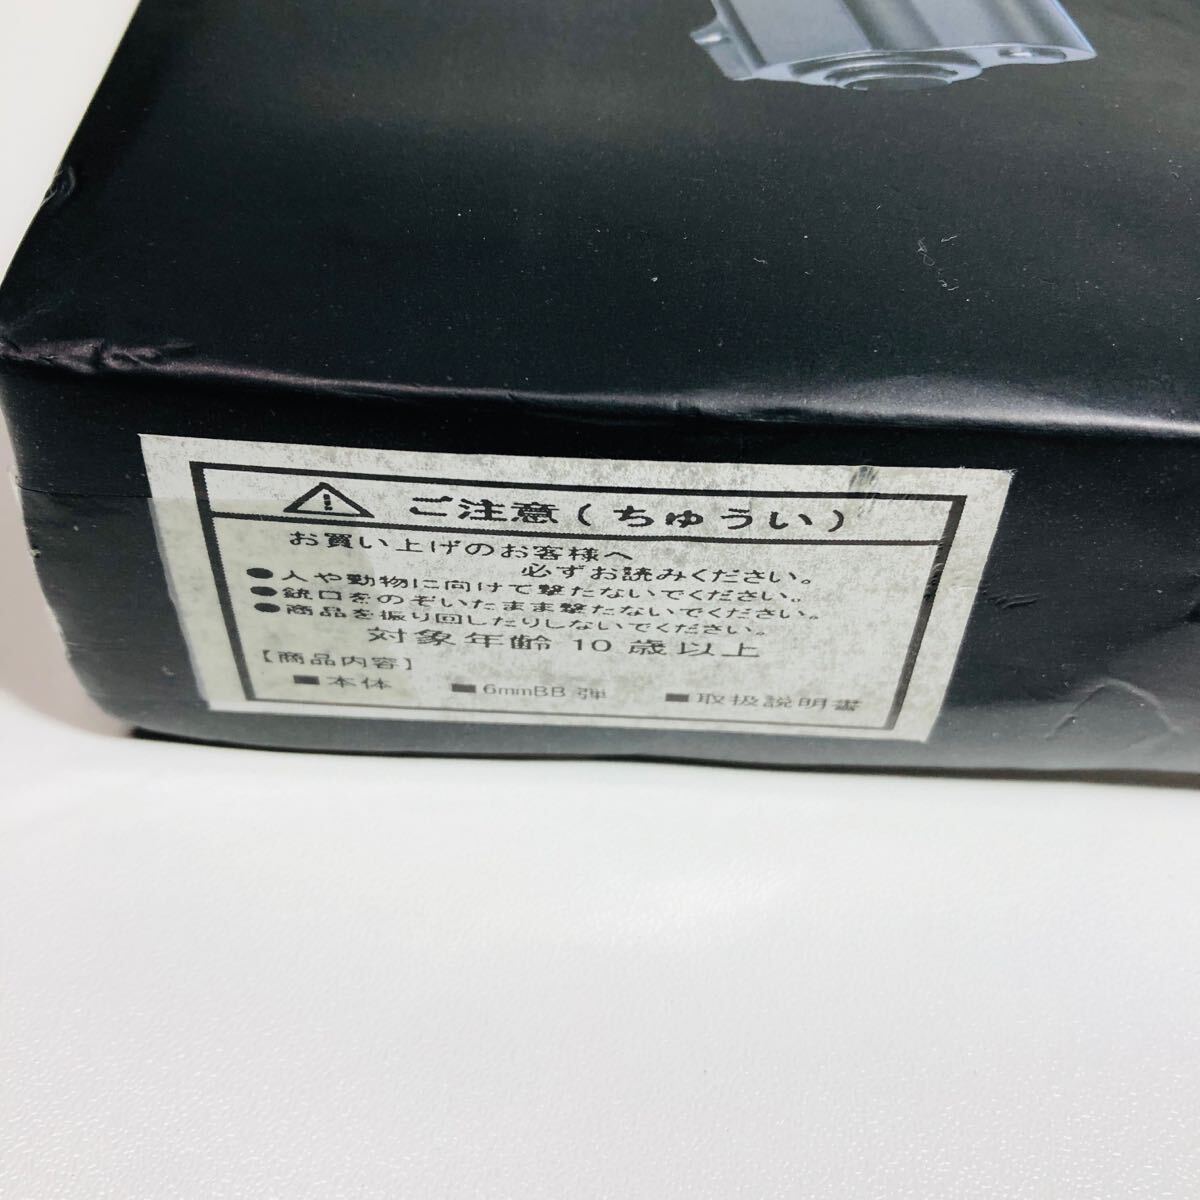 ご注意(ちゅうい)
お買い上げのお客様へ
必ずお読みください。
●人や動物に向けて撃たないでください。
●銃口をのぞいたまま撃たないでください。
●商品を振り回したりしないでください。
対象年齢 10 歳以上
【商品内容】
■本体 ■6mmBB 弾 ■取扱説明書